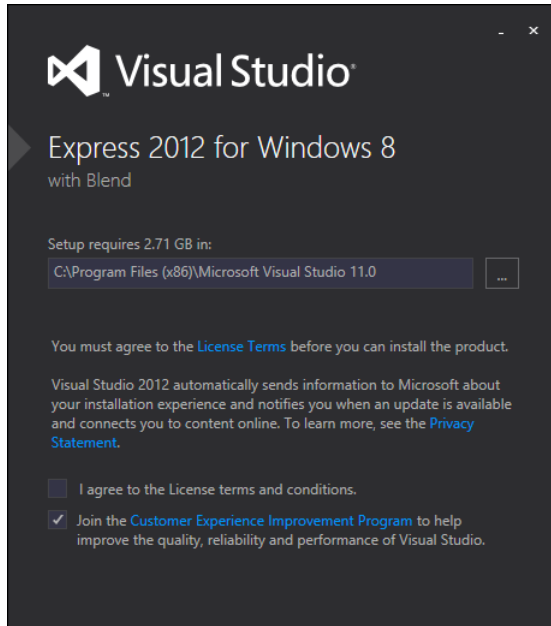 Visual Studio®
™
Express 2012 for Windows 8
with Blend
Setup requires 2.71 GB in:
C:\Program Files (x86)\Microsoft Visual Studio 11.0
...
You must agree to the License Terms before you can install the product.
Visual Studio 2012 automatically sends information to Microsoft about
your installation experience and notifies you when an update is available
and connects you to content online. To learn more, see the Privacy
Statement.
I agree to the License terms and conditions.
Join the Customer Experience Improvement Program to help
improve the quality, reliability and performance of Visual Studio.